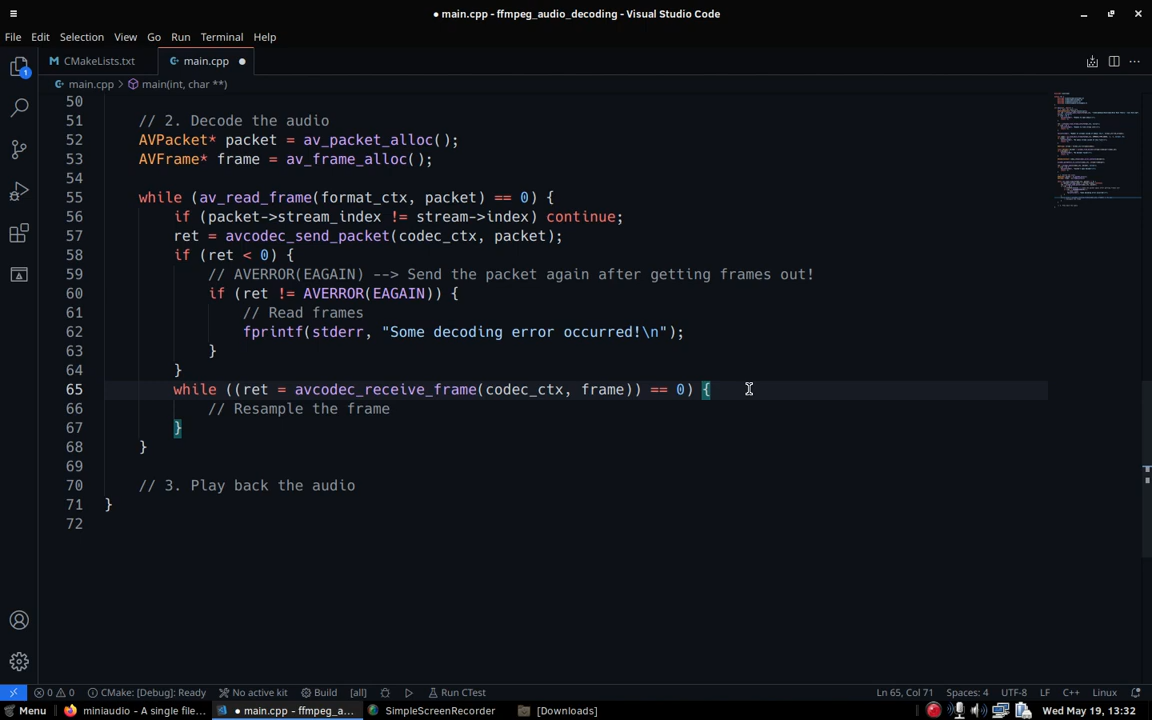 ● main.cpp - ffmpeg_audio_decoding - Visual Studio Code
File Edit Selection View Go Run Terminal Help
CMakeLists.txt main.cpp ●
main.cpp > main(int, char **)
50
51 // 2. Decode the audio
52 AVPacket* packet = av_packet_alloc();
53 AVFrame* frame = av_frame_alloc();
54
55 while (av_read_frame(format_ctx, packet) == 0) {
56 if (packet->stream_index != stream->index) continue;
57 ret = avcodec_send_packet(codec_ctx, packet);
58 if (ret < 0) {
59 // AVERROR(EAGAIN) --> Send the packet again after getting frames out!
60 if (ret != AVERROR(EAGAIN)) {
61 // Read frames
62 fprintf(stderr, "Some decoding error occurred!\n");
63 }
64 }
65 while ((ret = avcodec_receive_frame(codec_ctx, frame)) == 0) {
66 // Resample the frame
67 }
68 }
69
70 // 3. Play back the audio
71 }
72
1
0 0 CMake: [Debug]: Ready No active kit Build [all] Run CTest Ln 65, Col 71 Spaces: 4 UTF-8 LF C++ Linux
Menu miniaudio - A single file... ● main.cpp - ffmpeg_a... SimpleScreenRecorder [Downloads] Wed May 19, 13:32